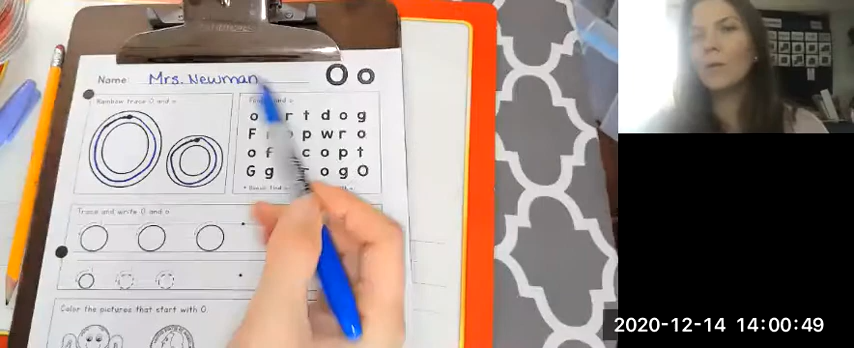 Name: Mrs. Newman O o
Rainbow trace O and o
r t d o g
F o p w r o
o f c o p t
G g r o g O
Trace and write O and o
Color the pictures that start with O.
2020-12-14 14:00:49